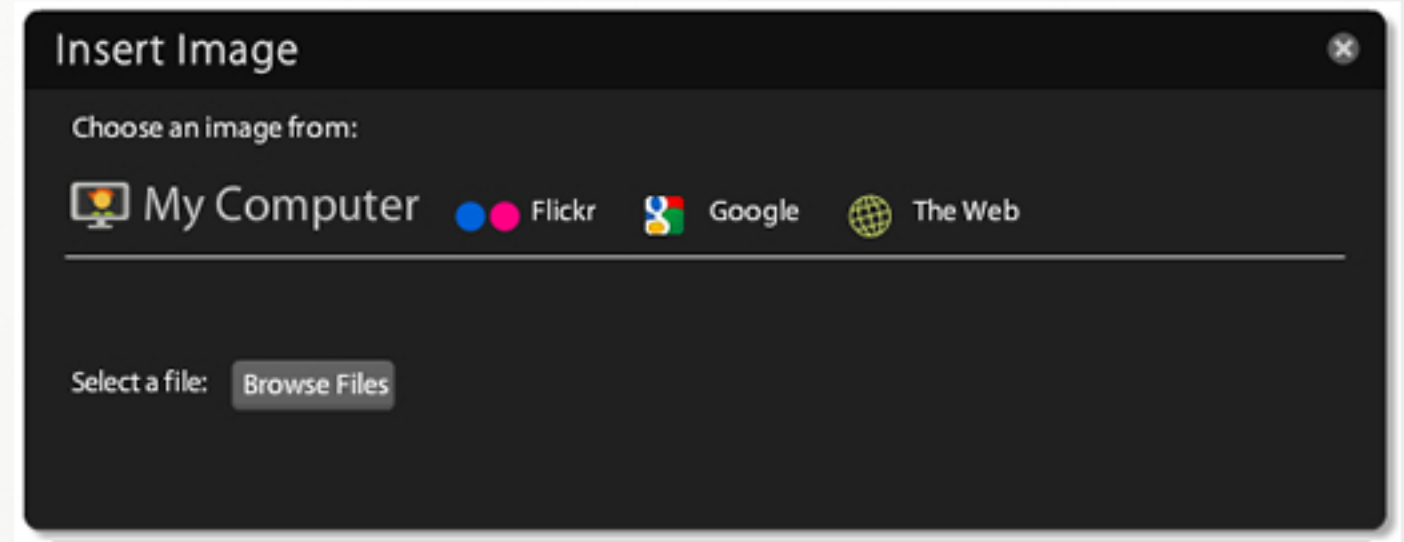 Insert Image
Choose an image from:
My Computer Flickr Google The Web
Select a file: Browse Files